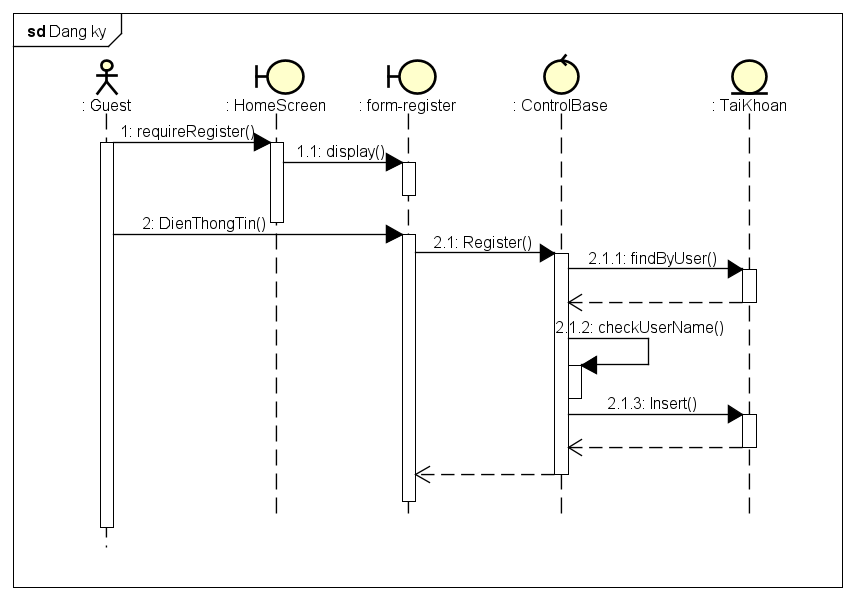 sd Dang ky
: Guest
: HomeScreen
: form-register
: ControlBase
: TaiKhoan
1: requireRegister()
1.1: display()
2: DienThongTin()
2.1: Register()
2.1.1: findByUser()
2.1.2: checkUserName()
2.1.3: Insert()